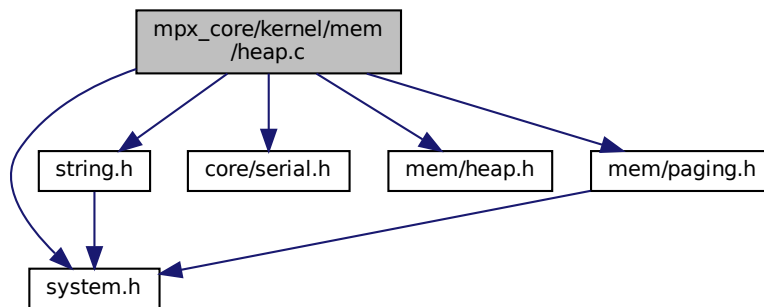 mpx_core/kernel/mem
/heap.c
string.h
core/serial.h
mem/heap.h
mem/paging.h
system.h